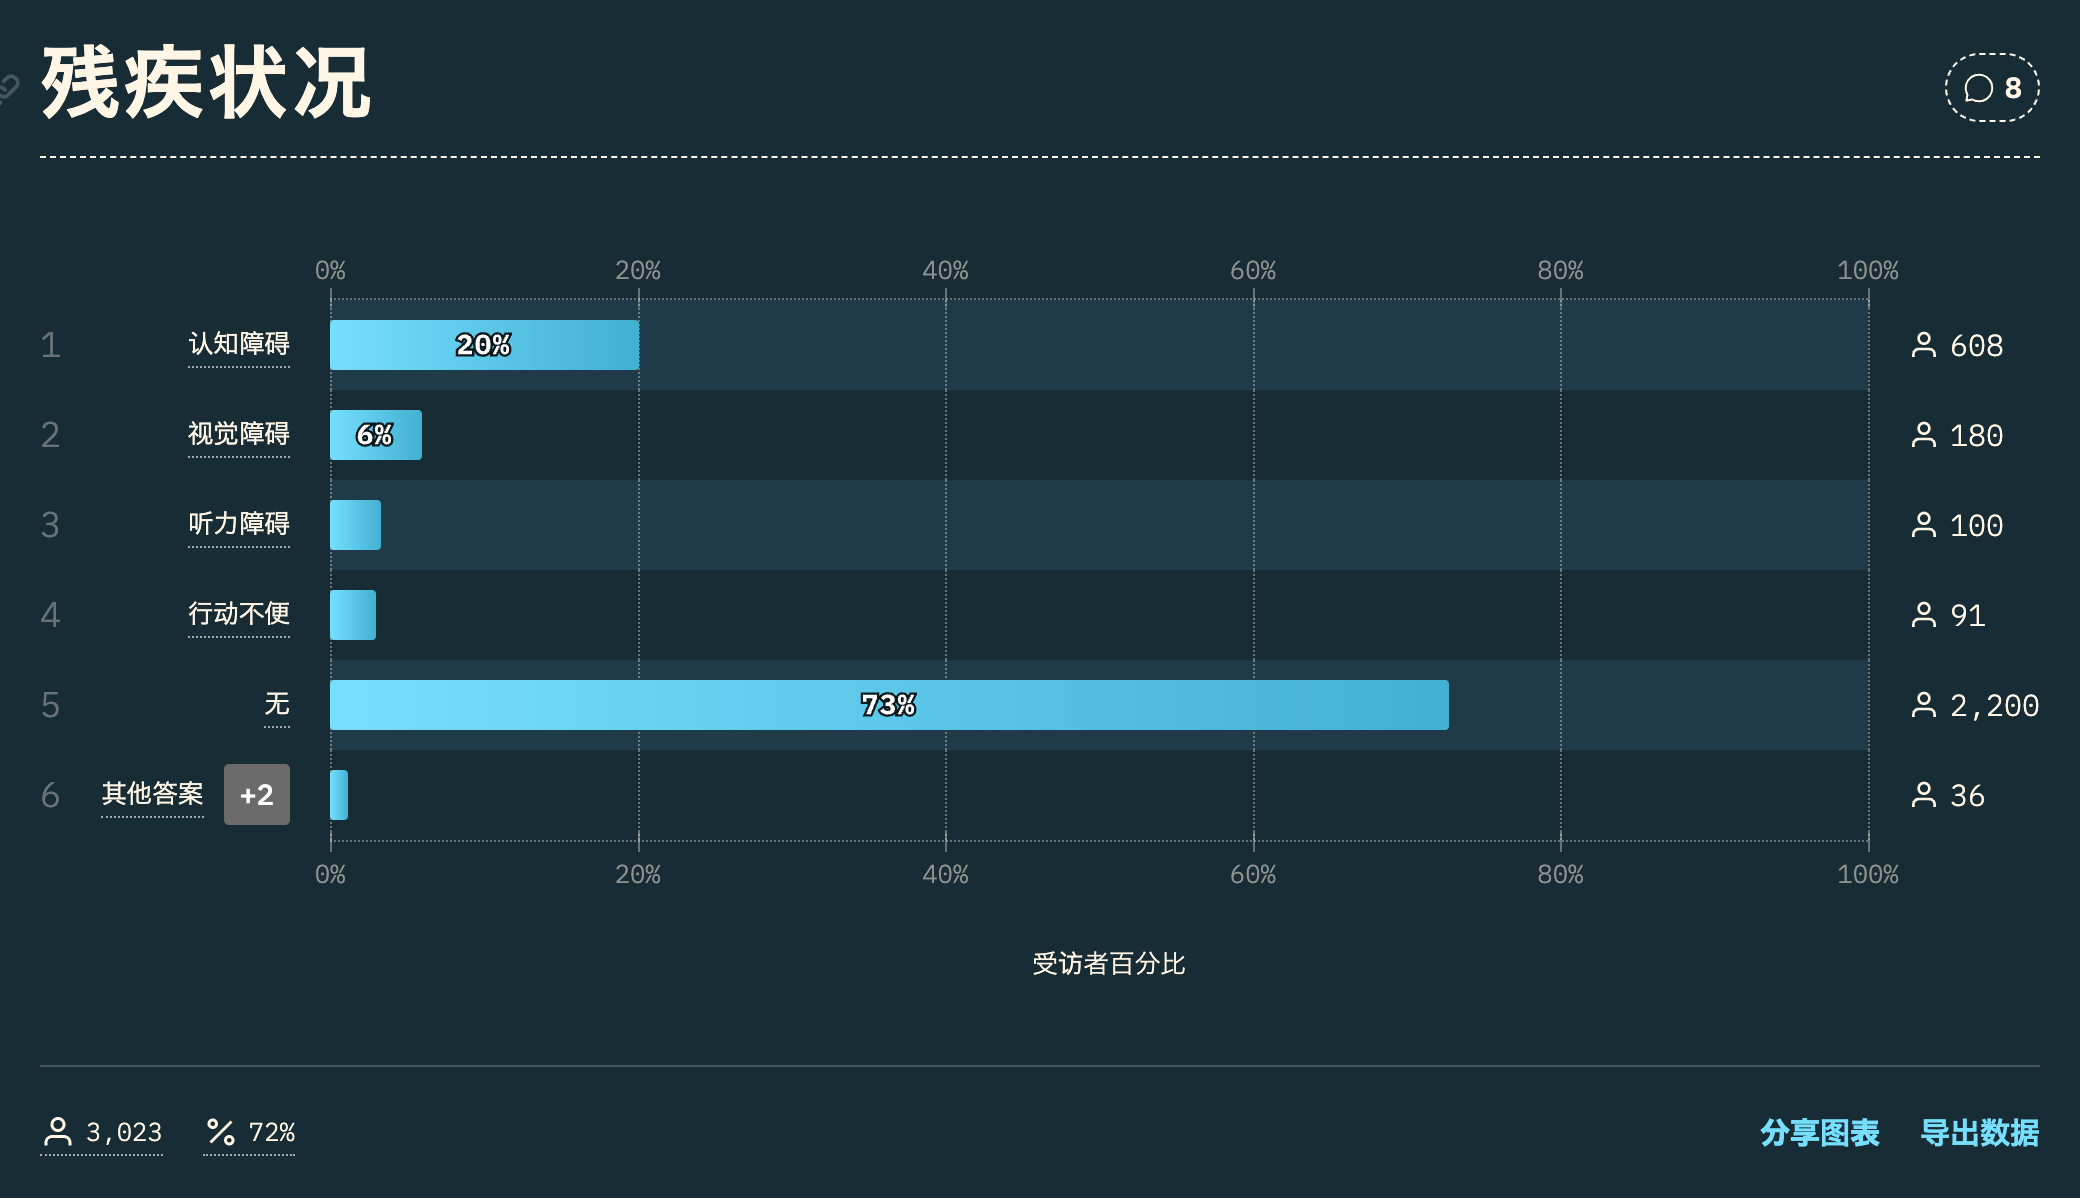 残疾状况
8
0% 20% 40% 60% 80% 100%
1 认知障碍 20% 608
2 视觉障碍 6% 180
3 听力障碍 100
4 行动不便 91
5 无 73% 2,200
6 其他答案 +2 36
0% 20% 40% 60% 80% 100%
受访者百分比
3,023 72% 分享图表 导出数据